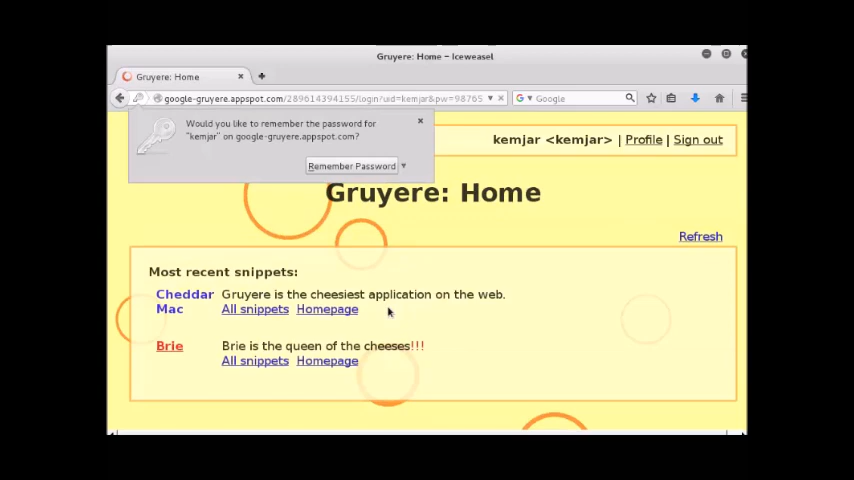 Gruyere: Home - Iceweasel
Gruyere: Home
google-gruyere.appspot.com/289614394155/login?uid=kemjar&pw=98765
Google
Would you like to remember the password for
"kemjar" on google-gruyere.appspot.com?
Remember Password
kemjar <kemjar> | Profile | Sign out
Gruyere: Home
Refresh
Most recent snippets:
Cheddar Gruyere is the cheesiest application on the web.
Mac All snippets Homepage
Brie Brie is the queen of the cheeses!!!
All snippets Homepage